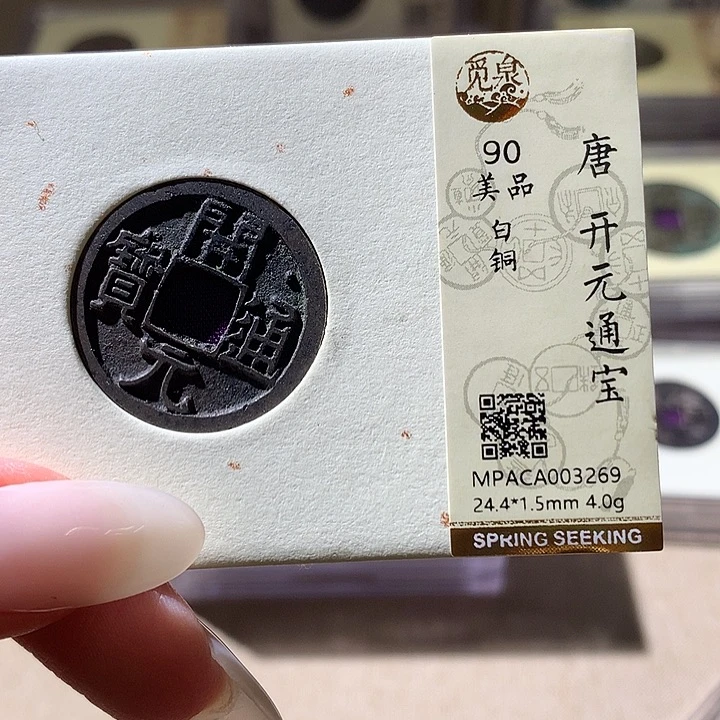 開
通
元
寶
觅泉
90
美品
白铜
唐 开元通宝
MPACA003269
24.4*1.5mm 4.0g
SPRING SEEKING